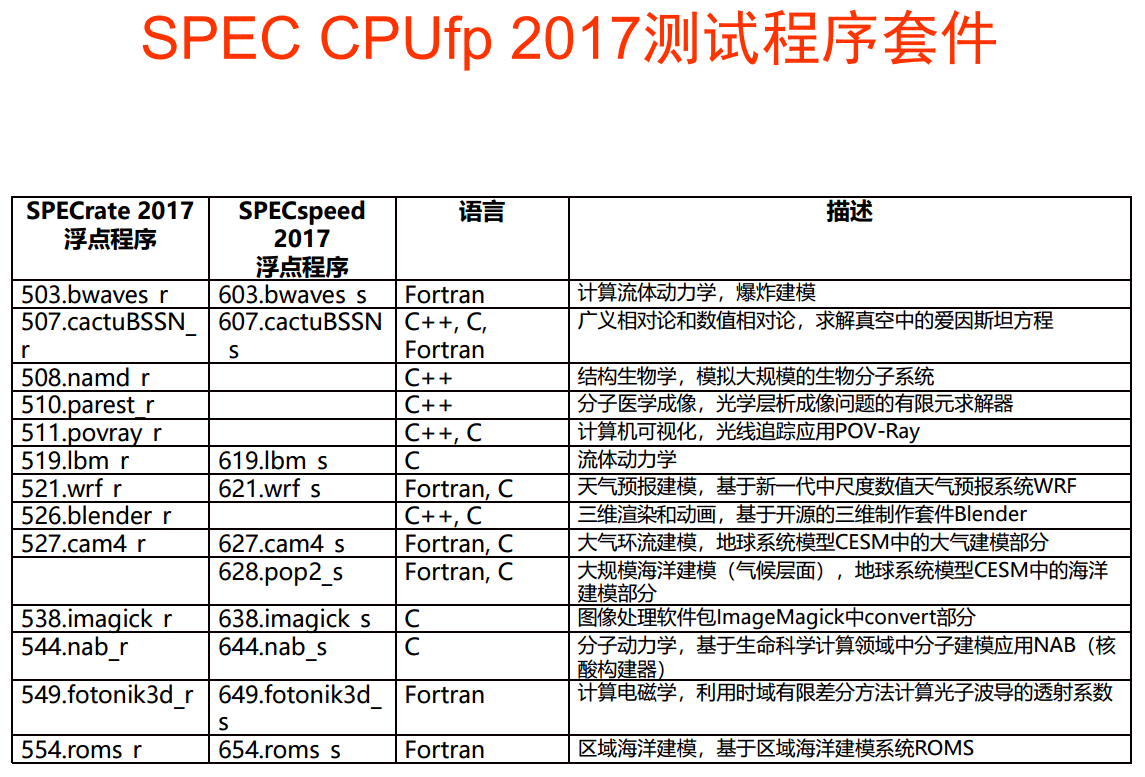 SPEC CPUfp 2017测试程序套件
SPECrate 2017
浮点程序
SPECspeed
2017
浮点程序
语言
描述
503.bwaves_r
603.bwaves_s
Fortran
计算流体动力学，爆炸建模
507.cactuBSSN_
r
607.cactuBSSN
_s
C++, C,
Fortran
广义相对论和数值相对论，求解真空中的爱因斯坦方程
508.namd_r
C++
结构生物学，模拟大规模的生物分子系统
510.parest_r
C++
分子医学成像，光学层析成像问题的有限元求解器
511.povray_r
C++, C
计算机可视化，光线追踪应用POV-Ray
519.lbm_r
619.lbm_s
C
流体动力学
521.wrf_r
621.wrf_s
Fortran, C
天气预报建模，基于新一代中尺度数值天气预报系统WRF
526.blender_r
C++, C
三维渲染和动画，基于开源的三维制作套件Blender
527.cam4_r
627.cam4_s
Fortran, C
大气环流建模，地球系统模型CESM中的大气建模部分
628.pop2_s
Fortran, C
大规模海洋建模（气候层面），地球系统模型CESM中的海洋
建模部分
538.imagick_r
638.imagick_s
C
图像处理软件包ImageMagick中convert部分
544.nab_r
644.nab_s
C
分子动力学，基于生命科学计算领域中分子建模应用NAB（核
酸构建器）
549.fotonik3d_r
649.fotonik3d_
s
Fortran
计算电磁学，利用时域有限差分方法计算光子波导的透射系数
554.roms_r
654.roms_s
Fortran
区域海洋建模，基于区域海洋建模系统ROMS